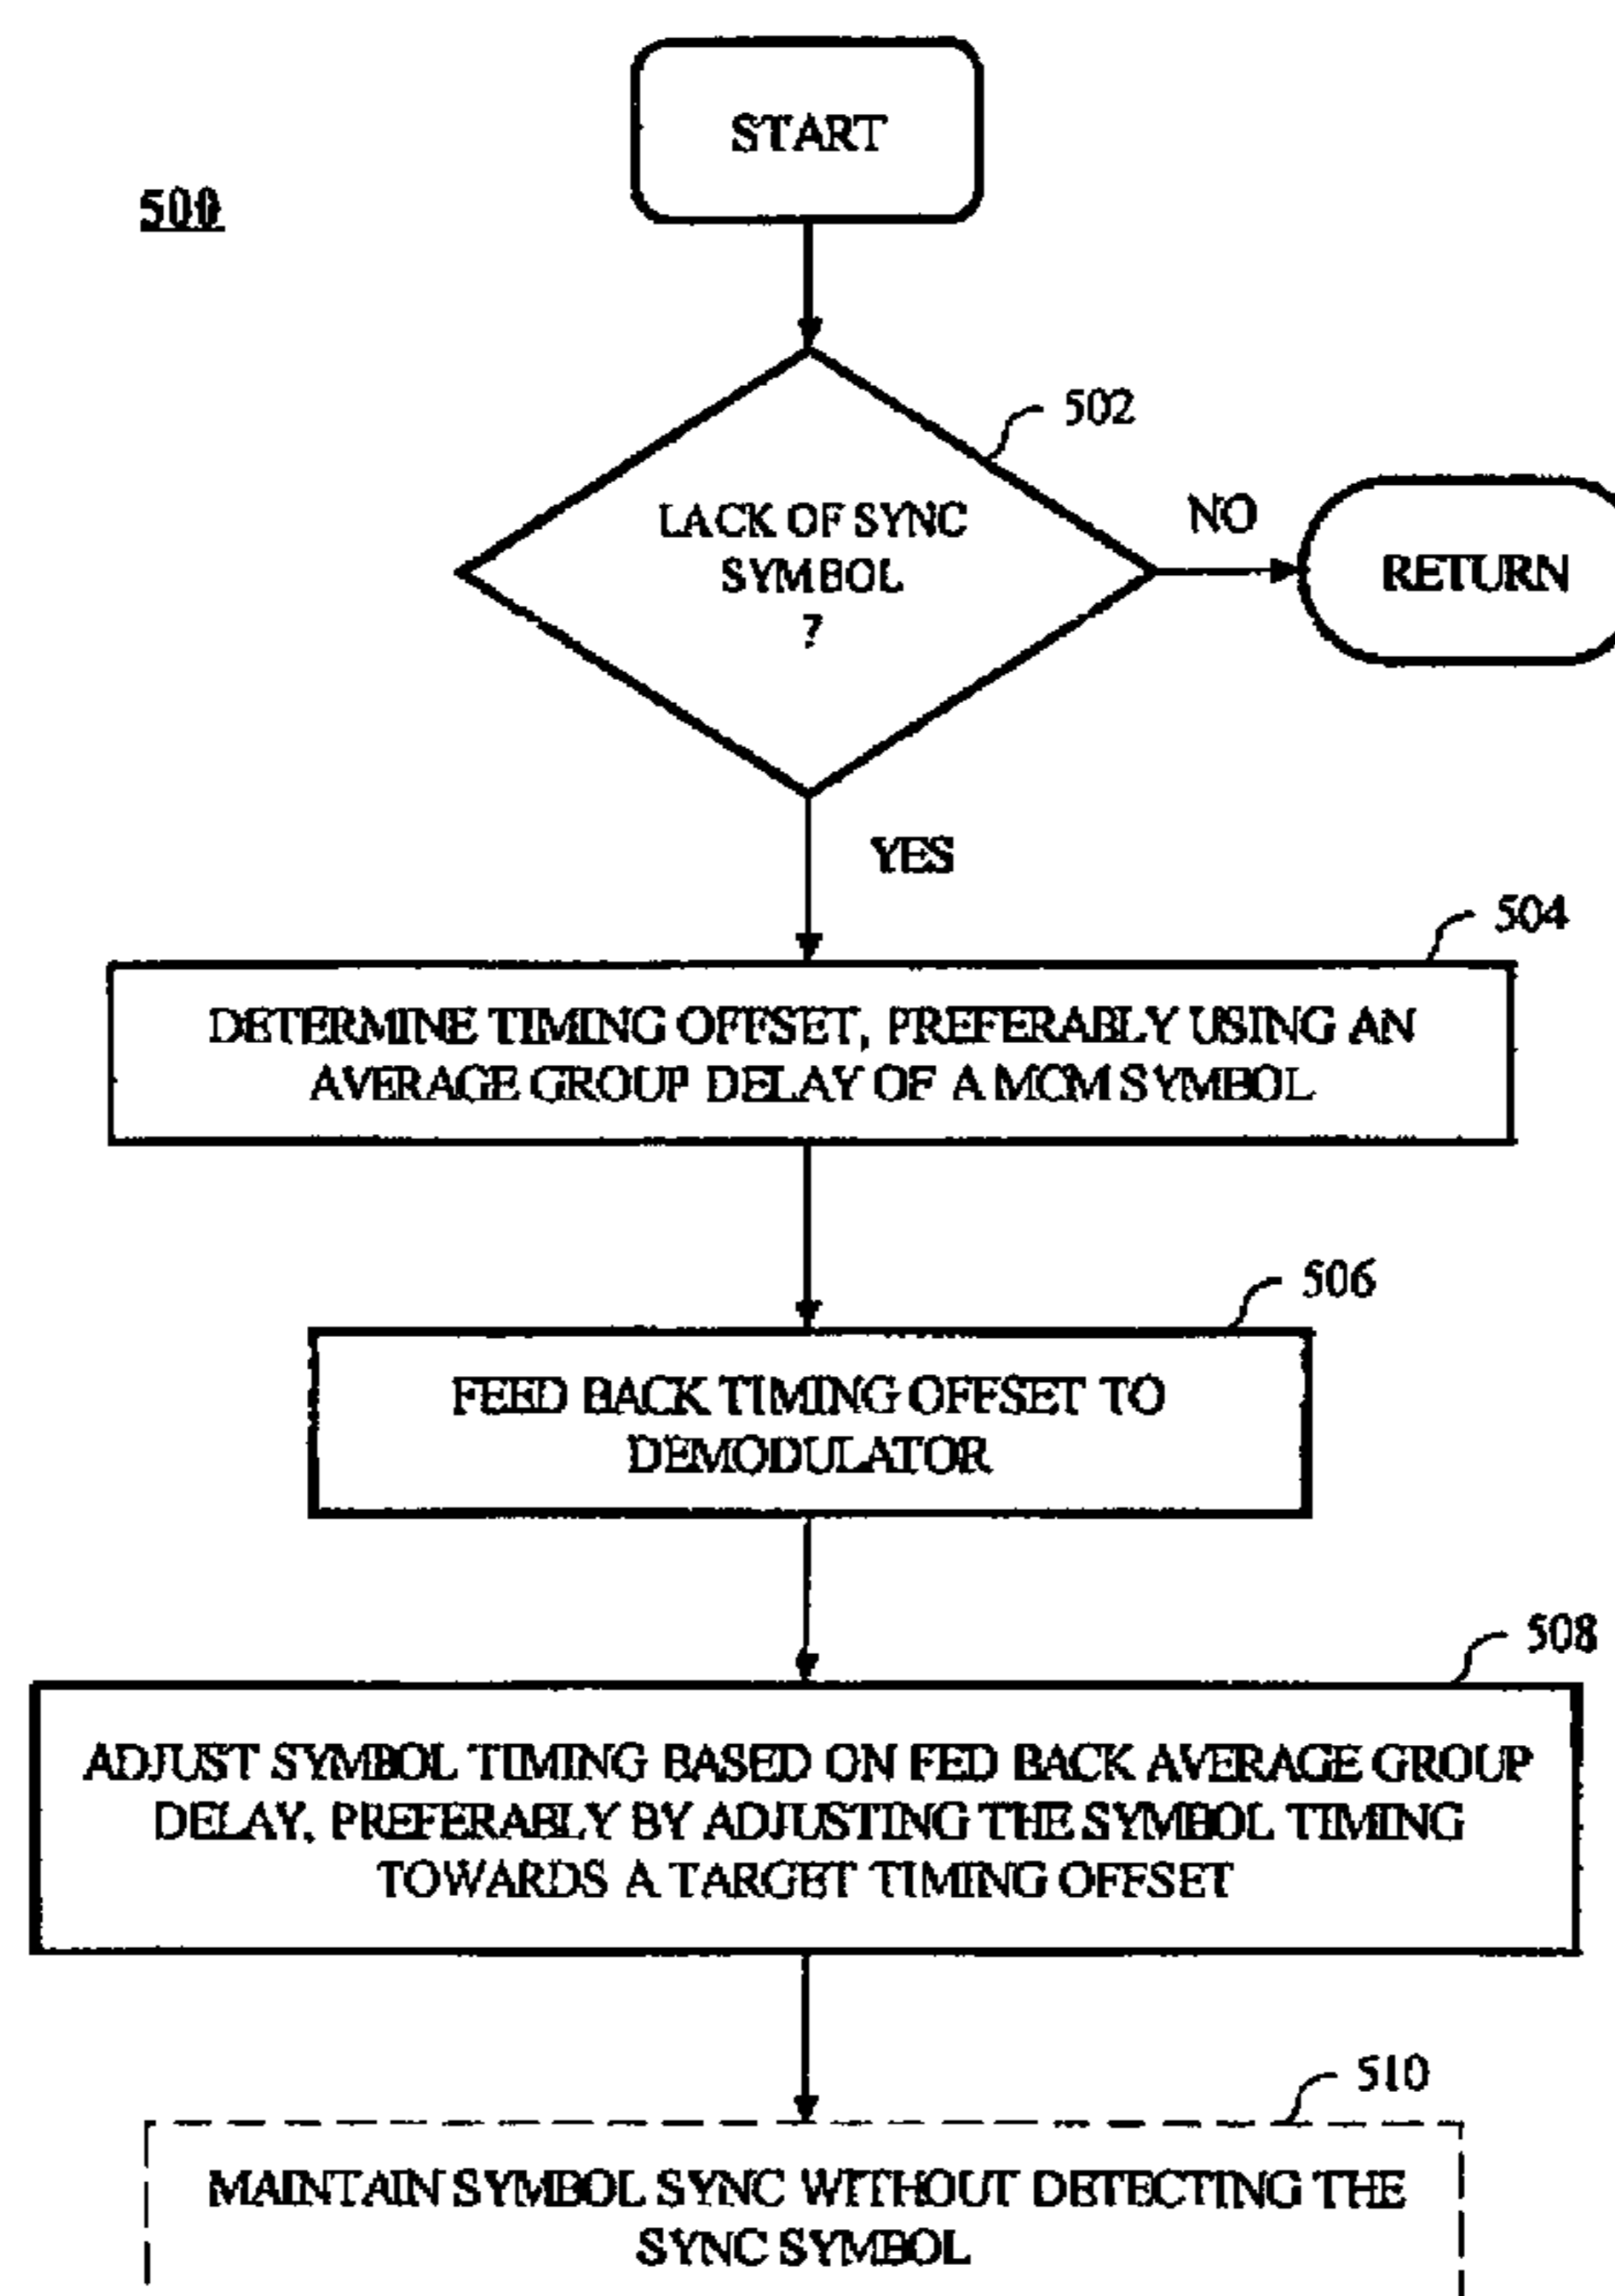 START
500
502
LACK OF SYNC
SYMBOL
?
NO
RETURN
YES
504
DETERMINE TIMING OFFSET, PREFERABLY USING AN
AVERAGE GROUP DELAY OF A MCM SYMBOL
506
FEED BACK TIMING OFFSET TO
DEMODULATOR
508
ADJUST SYMBOL TIMING BASED ON FED BACK AVERAGE GROUP
DELAY, PREFERABLY BY ADJUSTING THE SYMBOL TIMING
TOWARDS A TARGET TIMING OFFSET
510
MAINTAIN SYMBOL SYNC WITHOUT DETECTING THE
SYNC SYMBOL